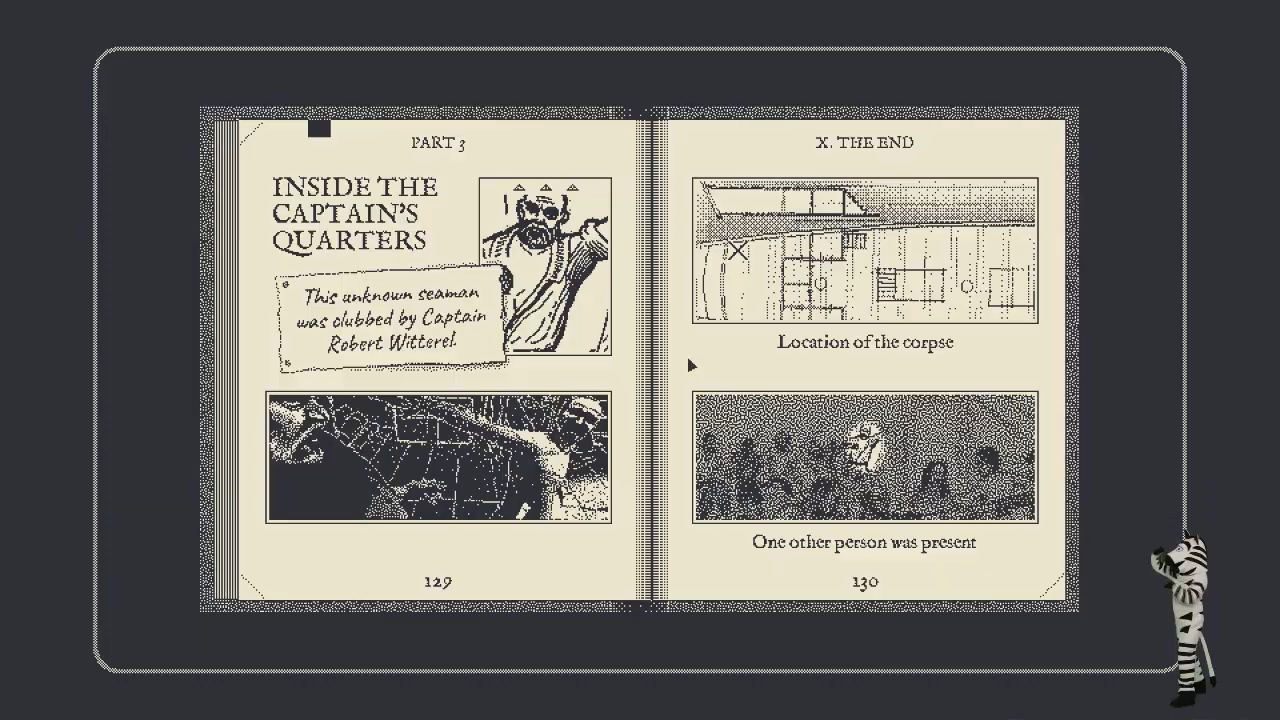 PART 3
INSIDE THE
CAPTAIN'S
QUARTERS
This unknown seaman
was clubbed by Captain
Robert Witterel.
129
X. THE END
Location of the corpse
One other person was present
130